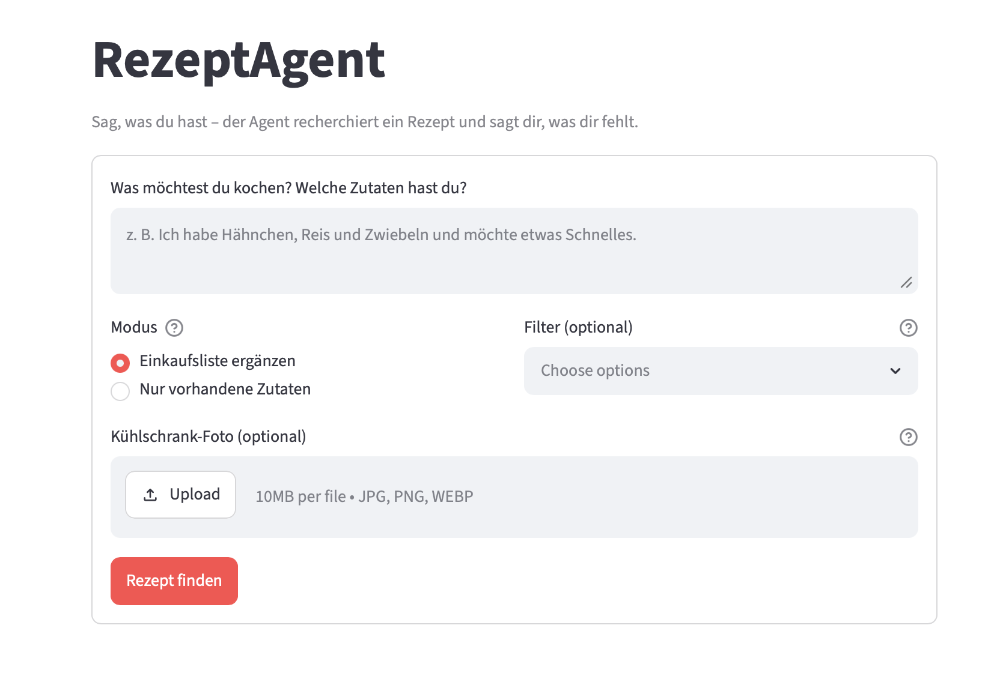 RezeptAgent
Sag, was du hast – der Agent recherchiert ein Rezept und sagt dir, was dir fehlt.
Was möchtest du kochen? Welche Zutaten hast du?
z. B. Ich habe Hähnchen, Reis und Zwiebeln und möchte etwas Schnelles.
Modus
Filter (optional)
Einkaufsliste ergänzen
Nur vorhandene Zutaten
Choose options
Kühlschrank-Foto (optional)
Upload
10MB per file • JPG, PNG, WEBP
Rezept finden